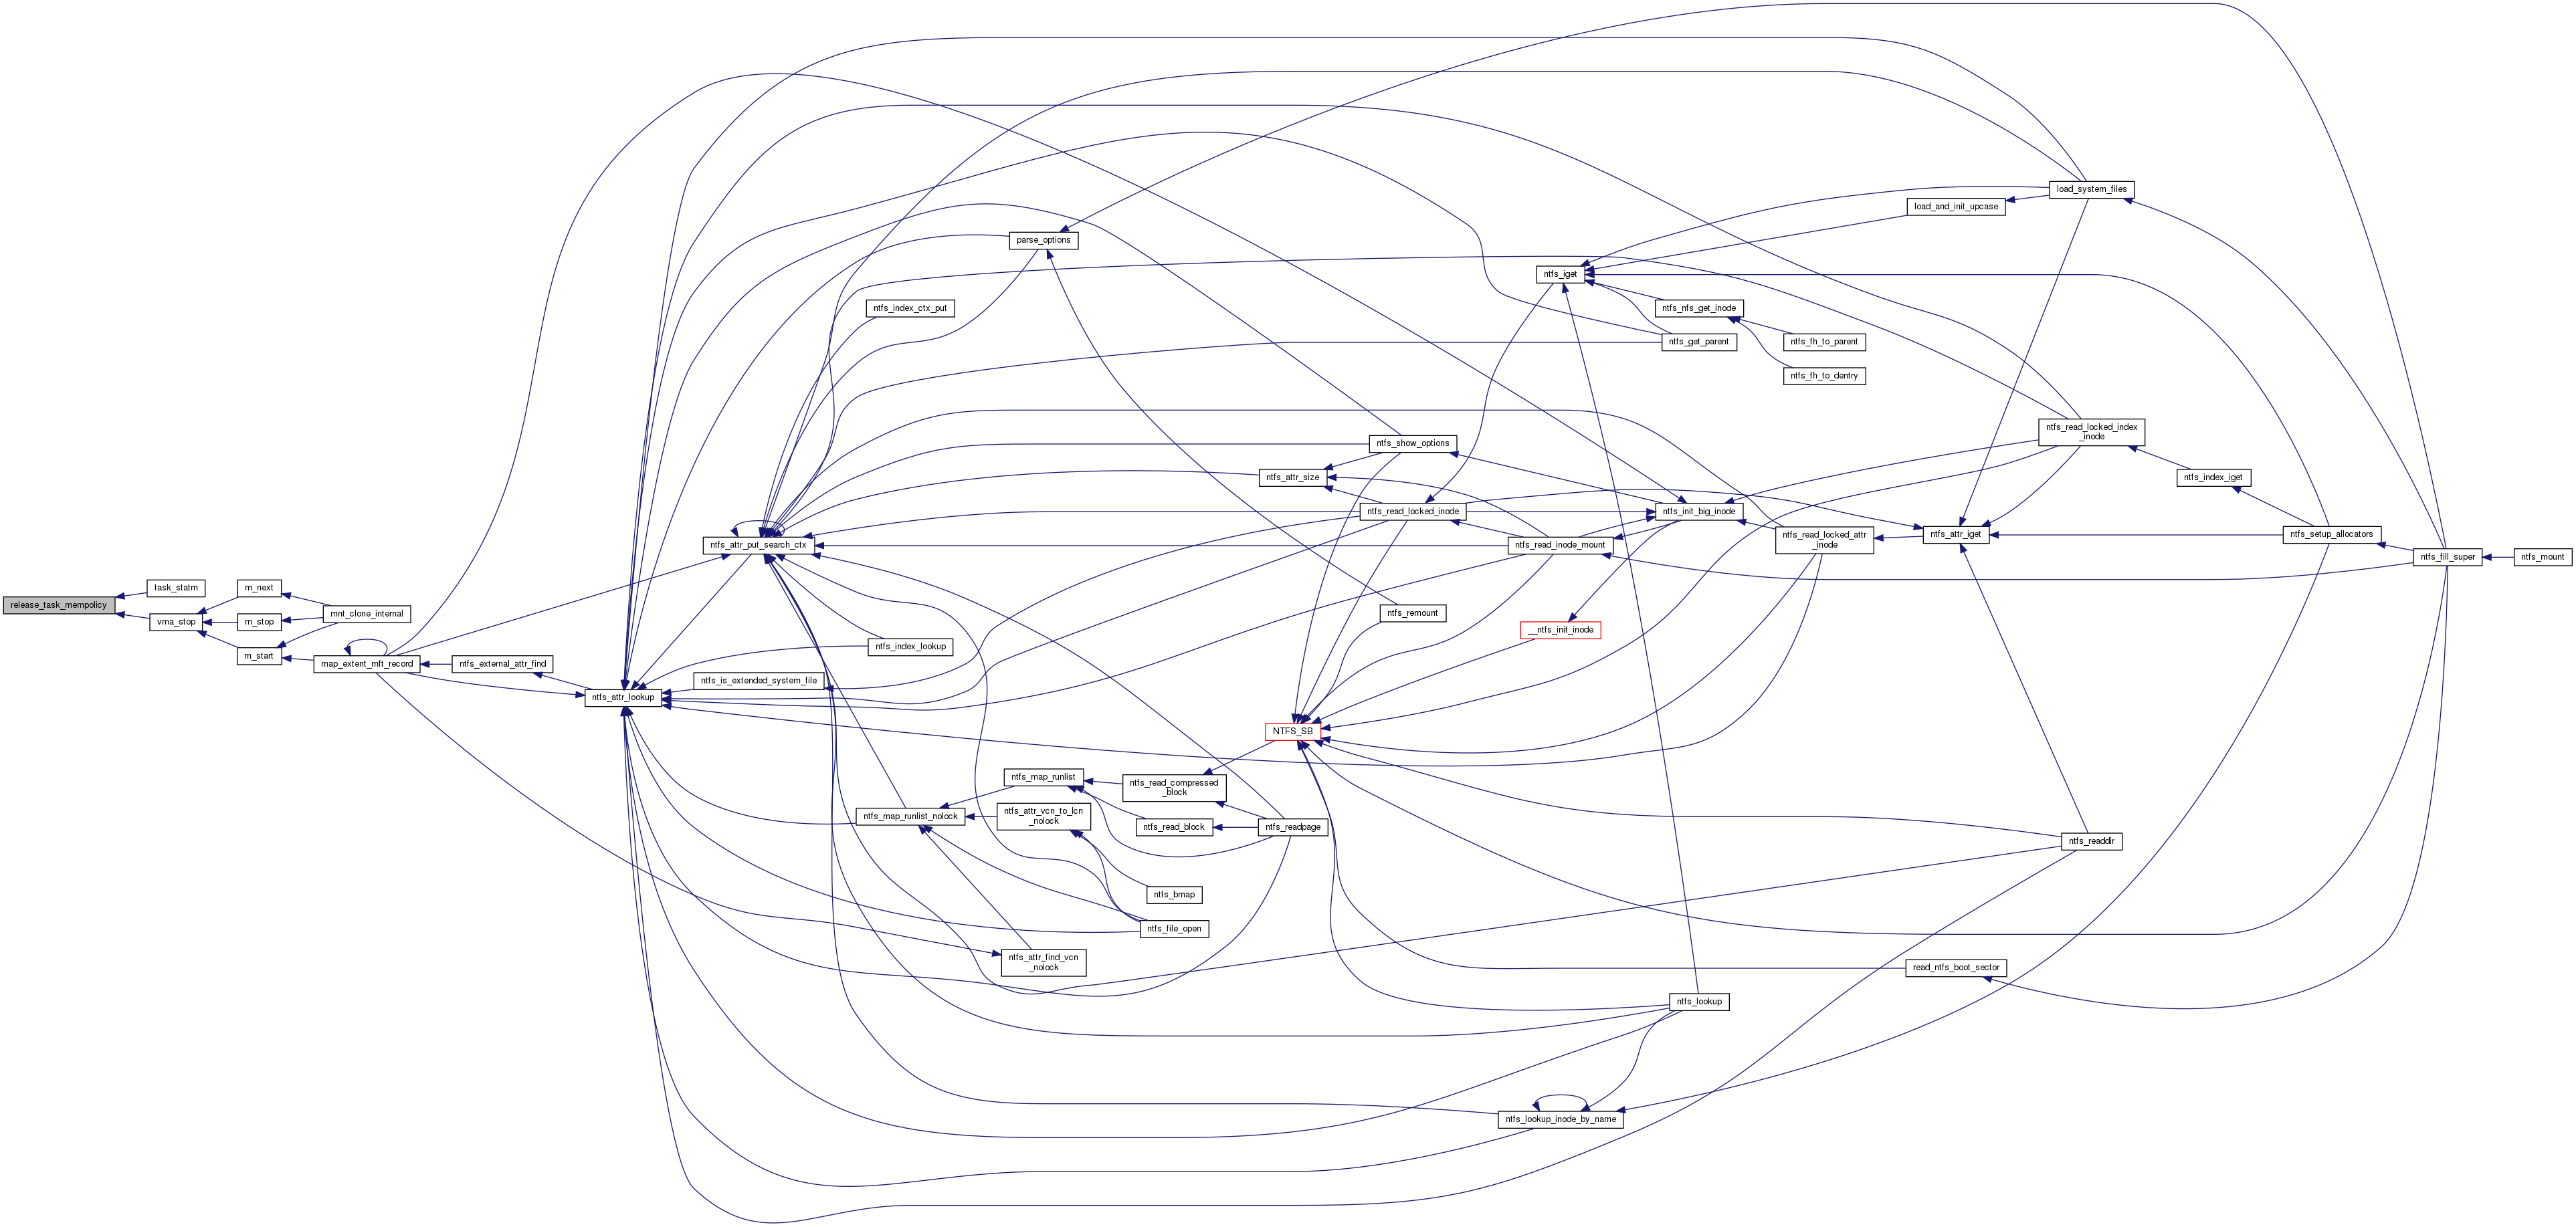 release_task_mempolicy
task_statm
vma_stop
m_next
m_stop
m_start
mnt_clone_internal
map_extent_mft_record
ntfs_external_attr_find
ntfs_attr_lookup
ntfs_attr_put_search_ctx
ntfs_is_extended_system_file
ntfs_index_ctx_put
ntfs_index_lookup
ntfs_map_runlist_nolock
parse_options
ntfs_map_runlist
ntfs_attr_vcn_to_lcn
_nolock
ntfs_attr_find_vcn
_nolock
ntfs_read_compressed
_block
ntfs_read_block
ntfs_bmap
ntfs_file_open
ntfs_attr_size
NTFS_SB
ntfs_readpage
ntfs_show_options
ntfs_read_locked_inode
ntfs_remount
ntfs_iget
ntfs_read_inode_mount
__ntfs_init_inode
ntfs_lookup_inode_by_name
ntfs_nfs_get_inode
ntfs_get_parent
ntfs_init_big_inode
ntfs_lookup
ntfs_fh_to_parent
ntfs_fh_to_dentry
ntfs_read_locked_attr
_inode
load_and_init_upcase
ntfs_attr_iget
read_ntfs_boot_sector
load_system_files
ntfs_read_locked_index
_inode
ntfs_readdir
ntfs_index_iget
ntfs_setup_allocators
ntfs_fill_super
ntfs_mount